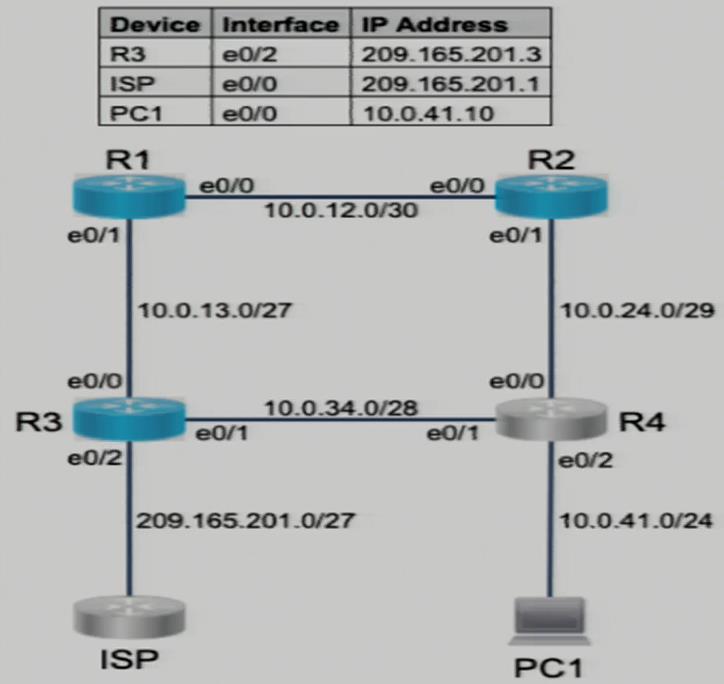 Device Interface IP Address
R3 e0/2 209.165.201.3
ISP e0/0 209.165.201.1
PC1 e0/0 10.0.41.10
R1 R2
e0/0 e0/0
10.0.12.0/30
e0/1 e0/1
10.0.13.0/27 10.0.24.0/29
e0/0 e0/0
10.0.34.0/28
R3 R4
e0/1 e0/1
e0/2 e0/2
209.165.201.0/27 10.0.41.0/24
ISP PC1